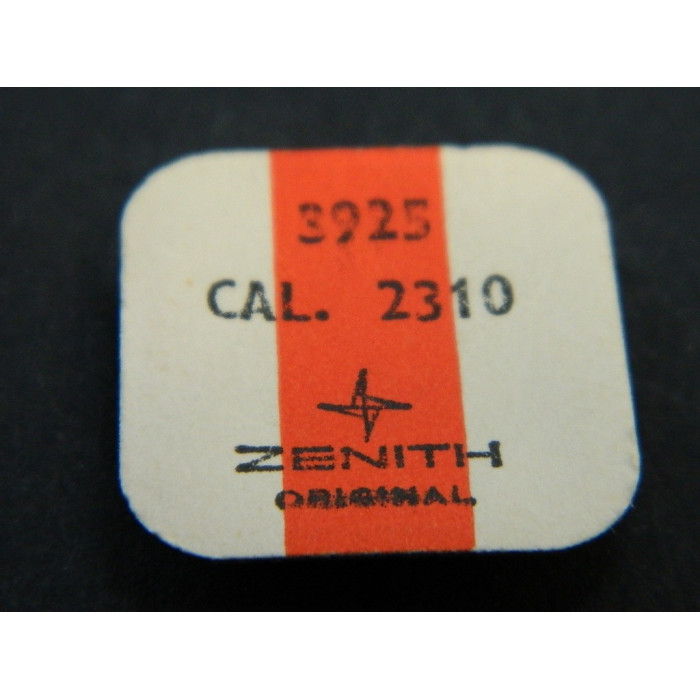 3925
CAL. 2310
ZENITH
ORIGINAL